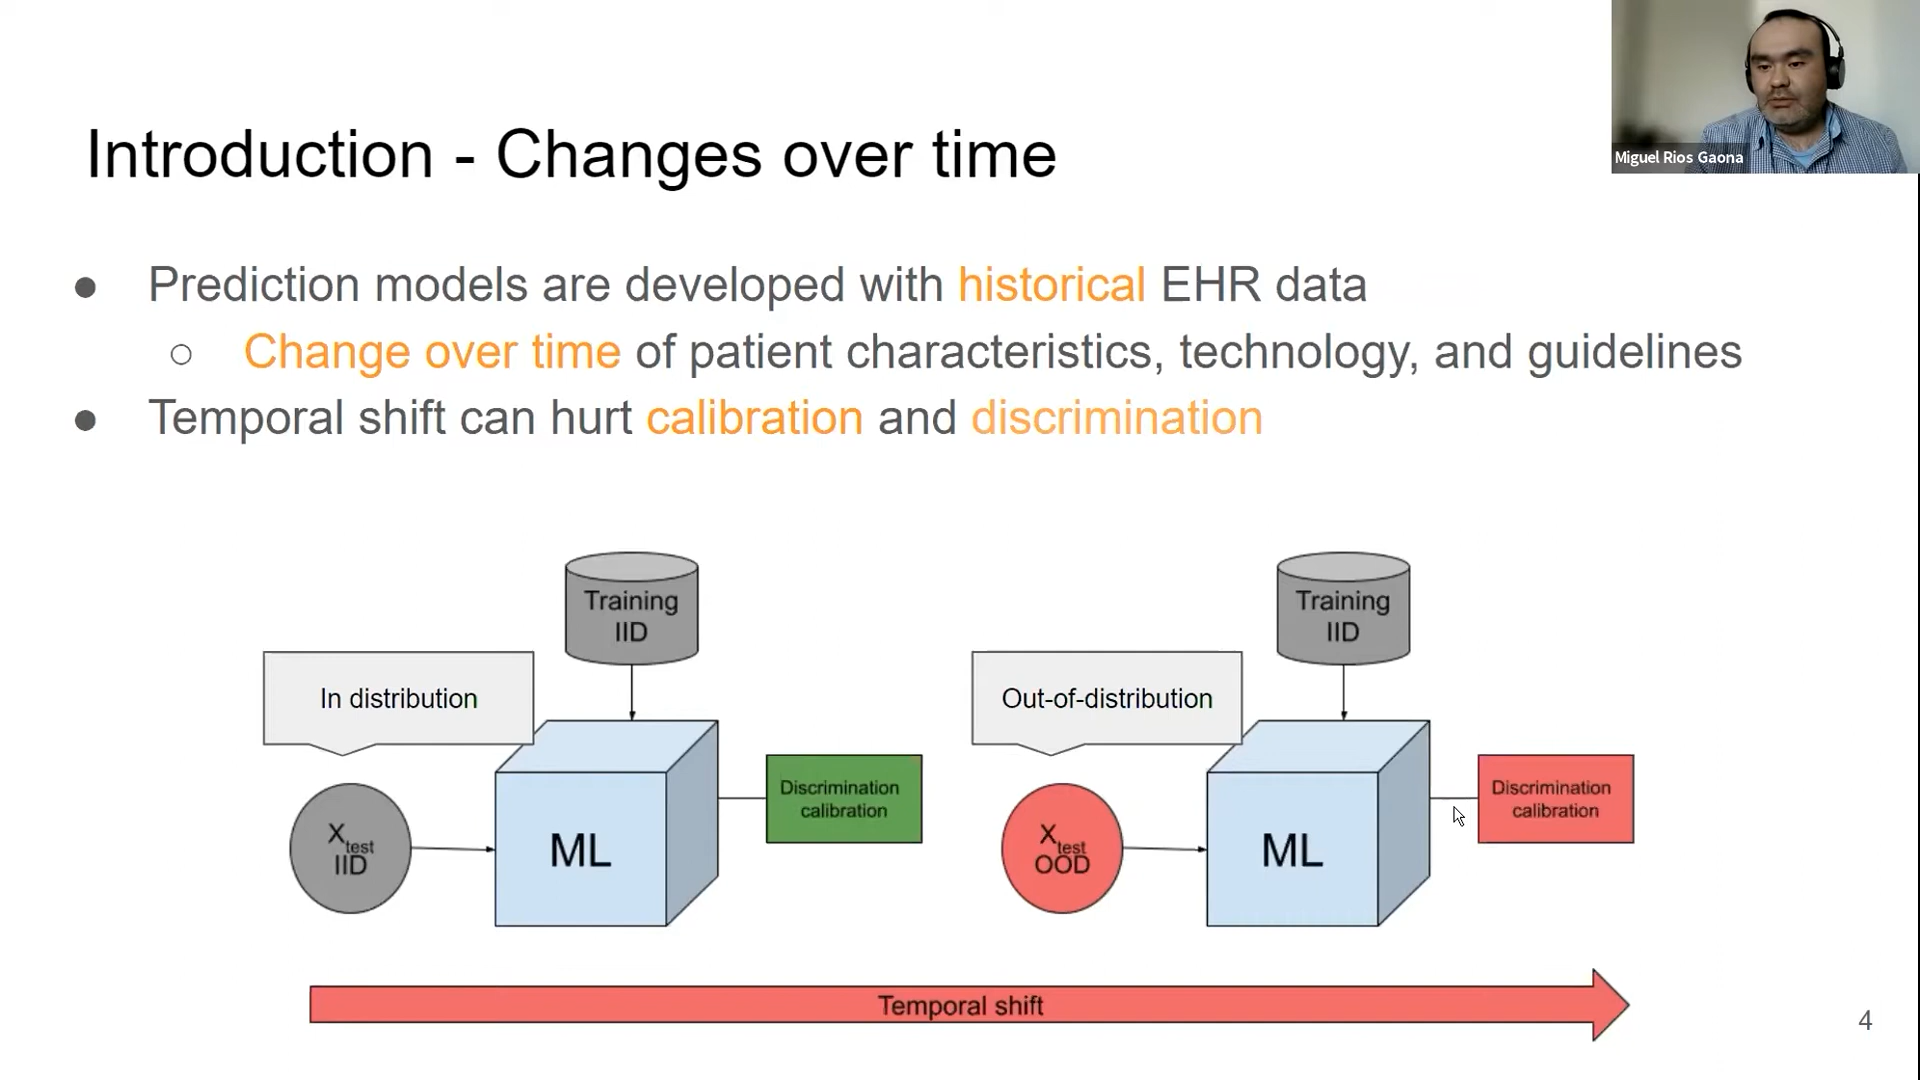 Miguel Rios Gaona
Introduction - Changes over time
● Prediction models are developed with historical EHR data
○ Change over time of patient characteristics, technology, and guidelines
● Temporal shift can hurt calibration and discrimination
Training
IID
In distribution
Xtest
IID
ML
Discrimination
calibration
Training
IID
Out-of-distribution
Xtest
OOD
ML
Discrimination
calibration
Temporal shift
4